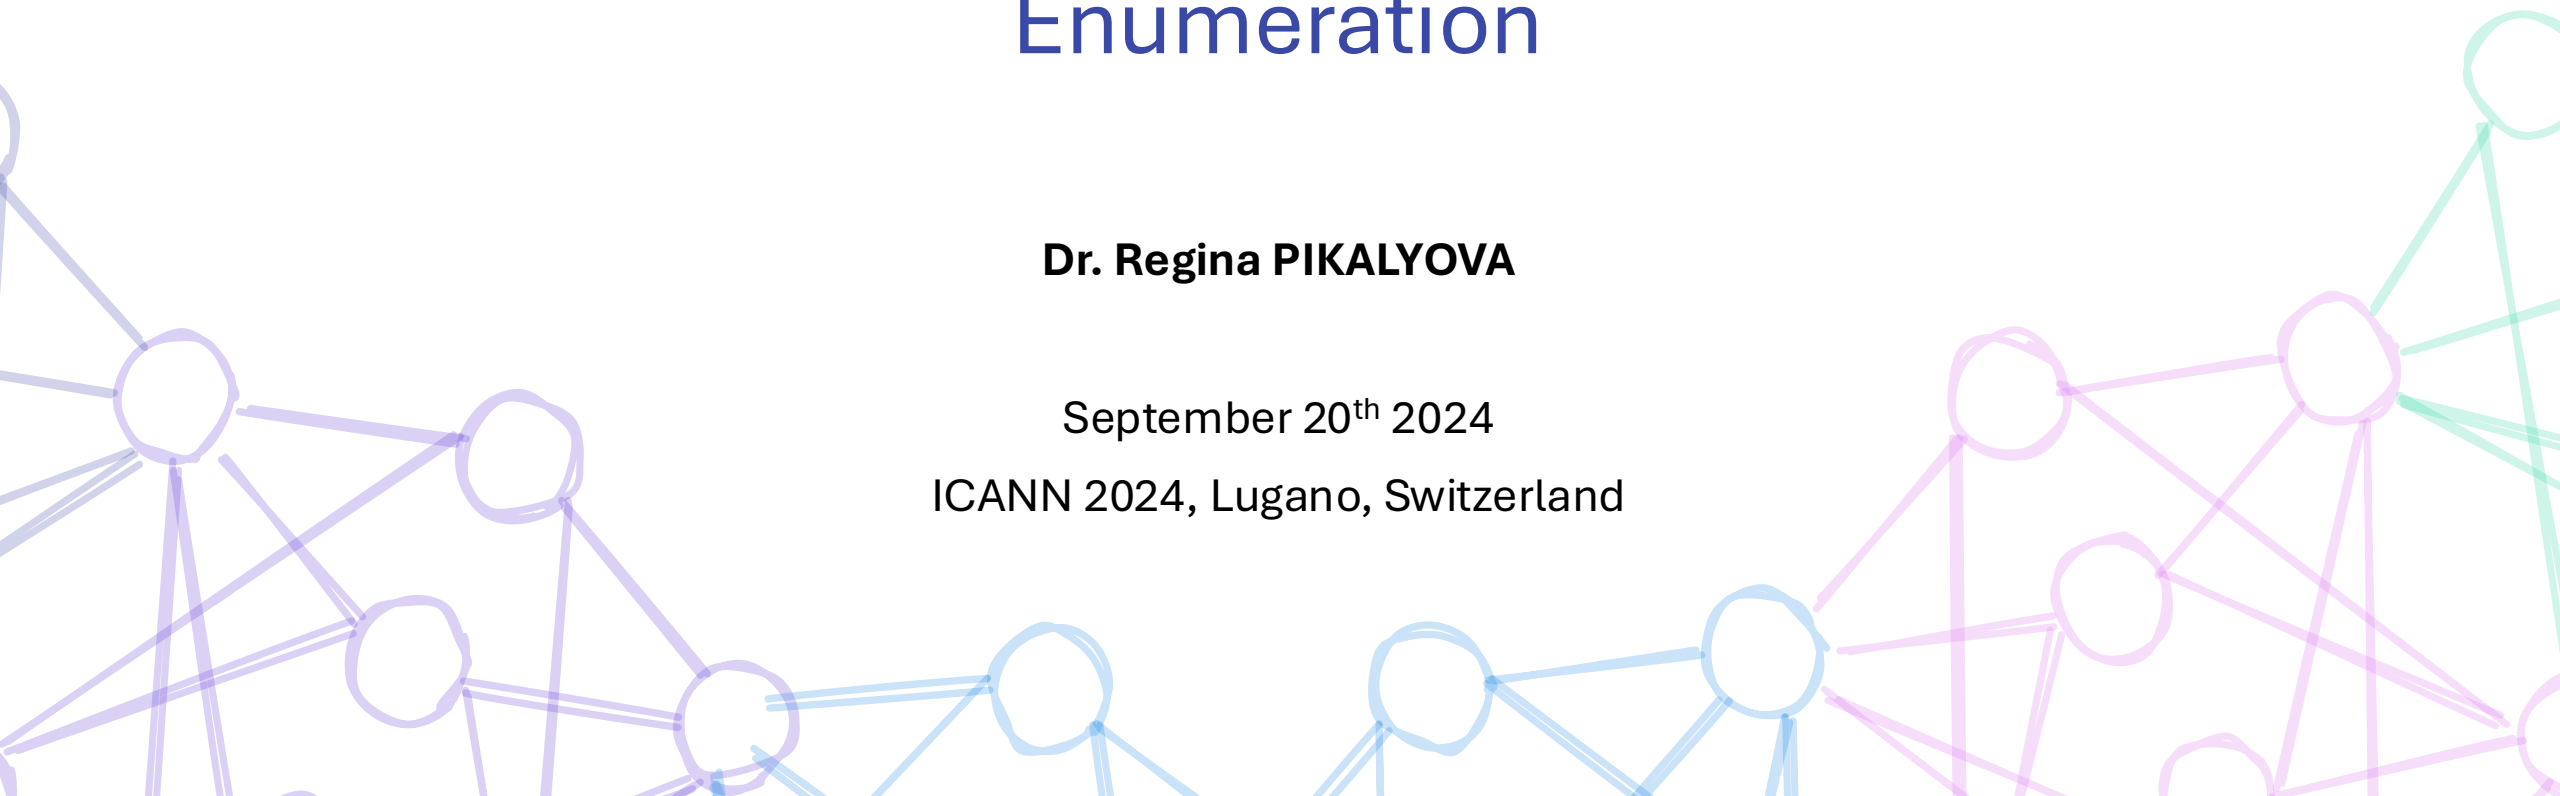 Enumeration
Dr. Regina PIKALYOVA
September 20th 2024
ICANN 2024, Lugano, Switzerland